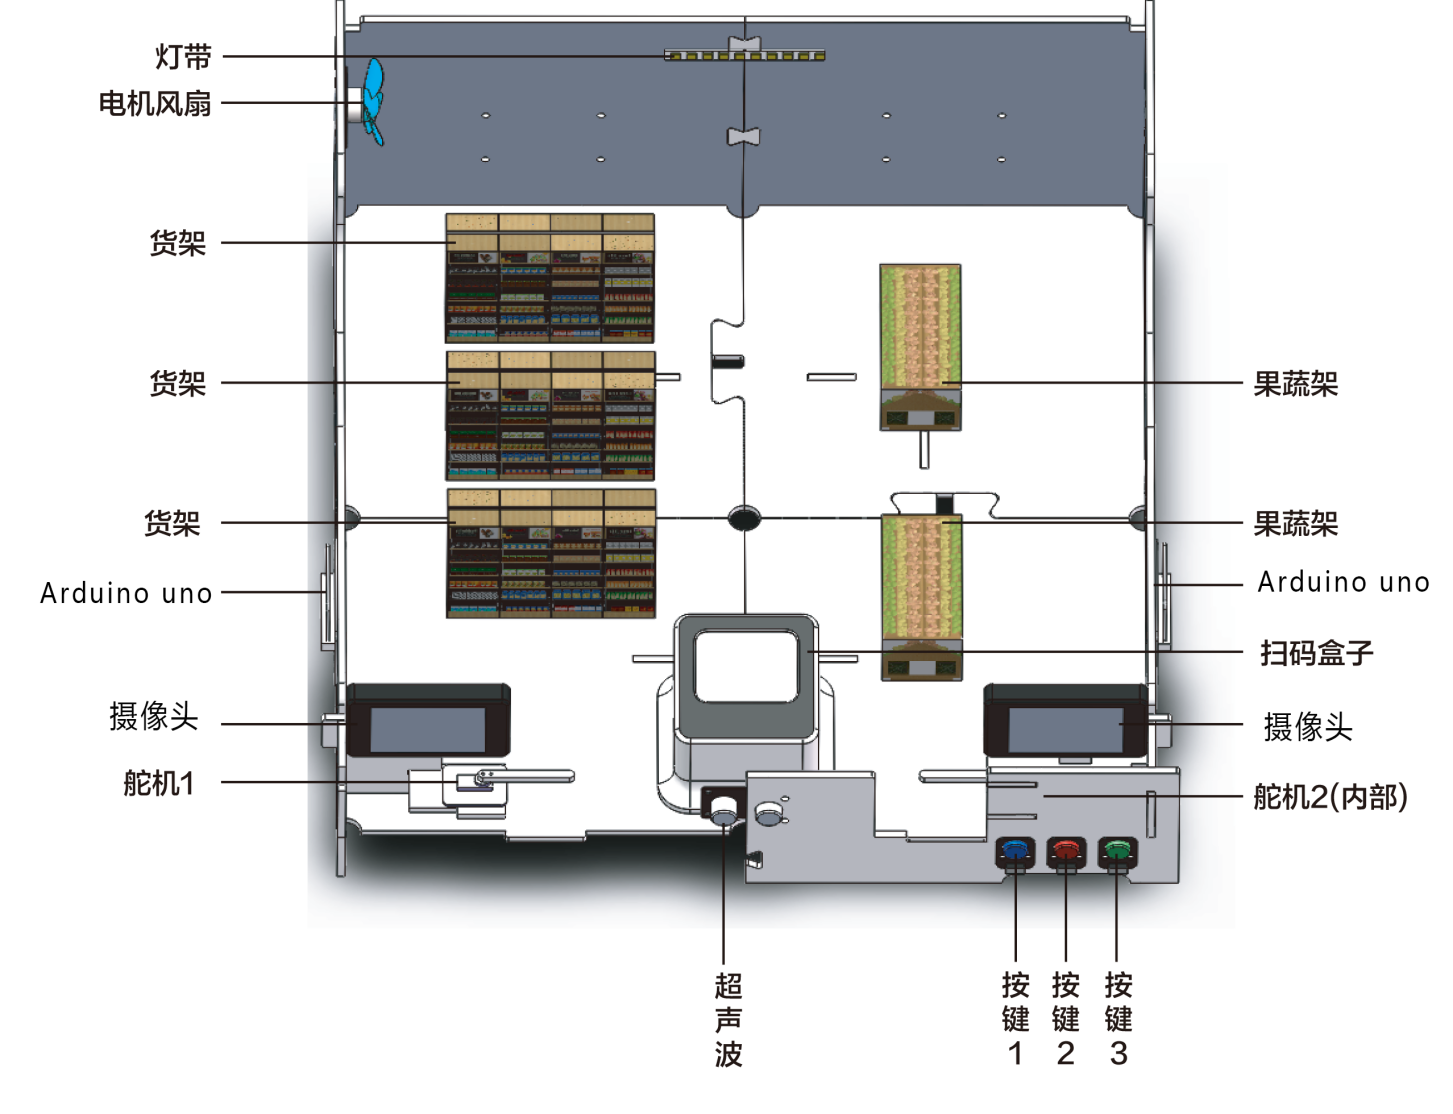 灯带
电机风扇
货架
货架
果蔬架
货架
果蔬架
Arduino uno
Arduino uno
扫码盒子
摄像头
摄像头
舵机1
舵机2(内部)
超声波
按键1
按键2
按键3